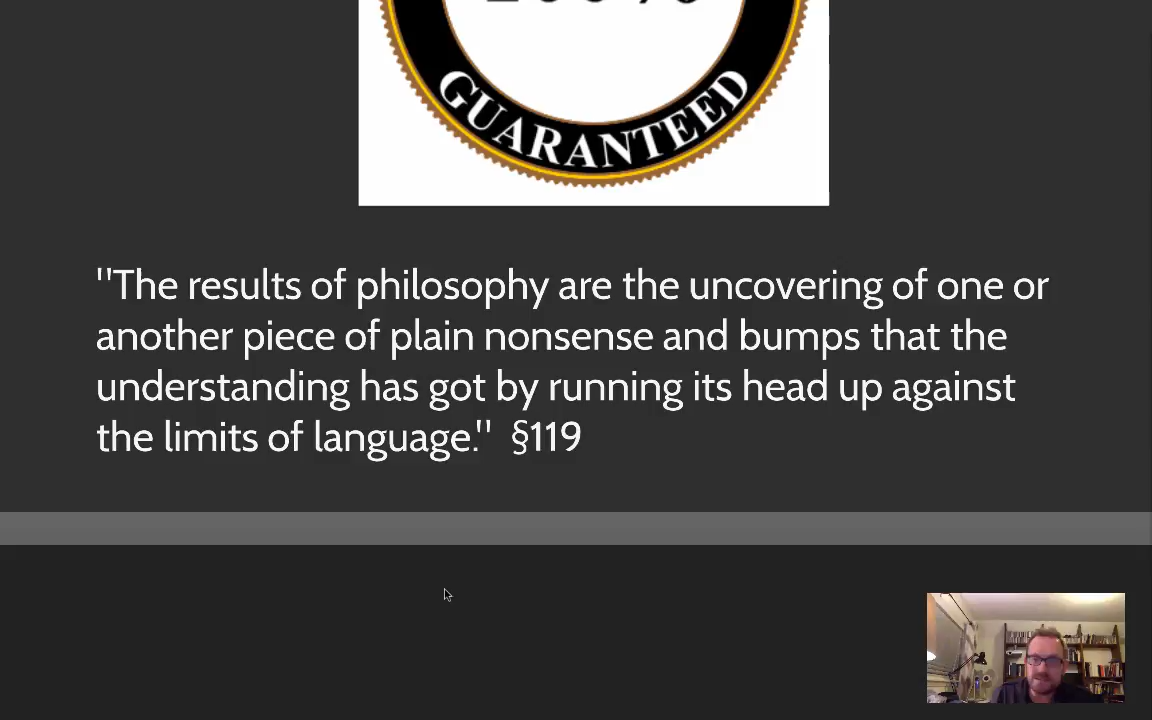 GUARANTEED
"The results of philosophy are the uncovering of one or
another piece of plain nonsense and bumps that the
understanding has got by running its head up against
the limits of language." §119